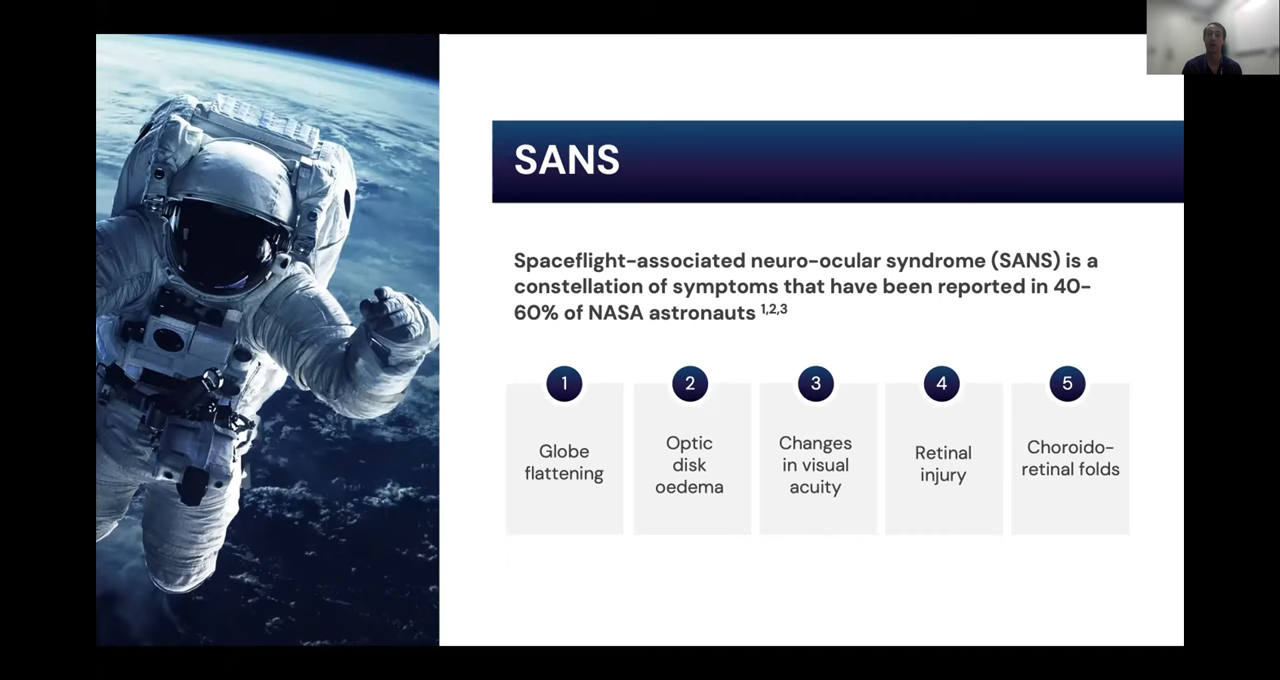 SANS
Spaceflight-associated neuro-ocular syndrome (SANS) is a
constellation of symptoms that have been reported in 40-
60% of NASA astronauts 1,2,3
1
Globe
flattening
2
Optic
disk
oedema
3
Changes
in visual
acuity
4
Retinal
injury
5
Choroido-
retinal folds